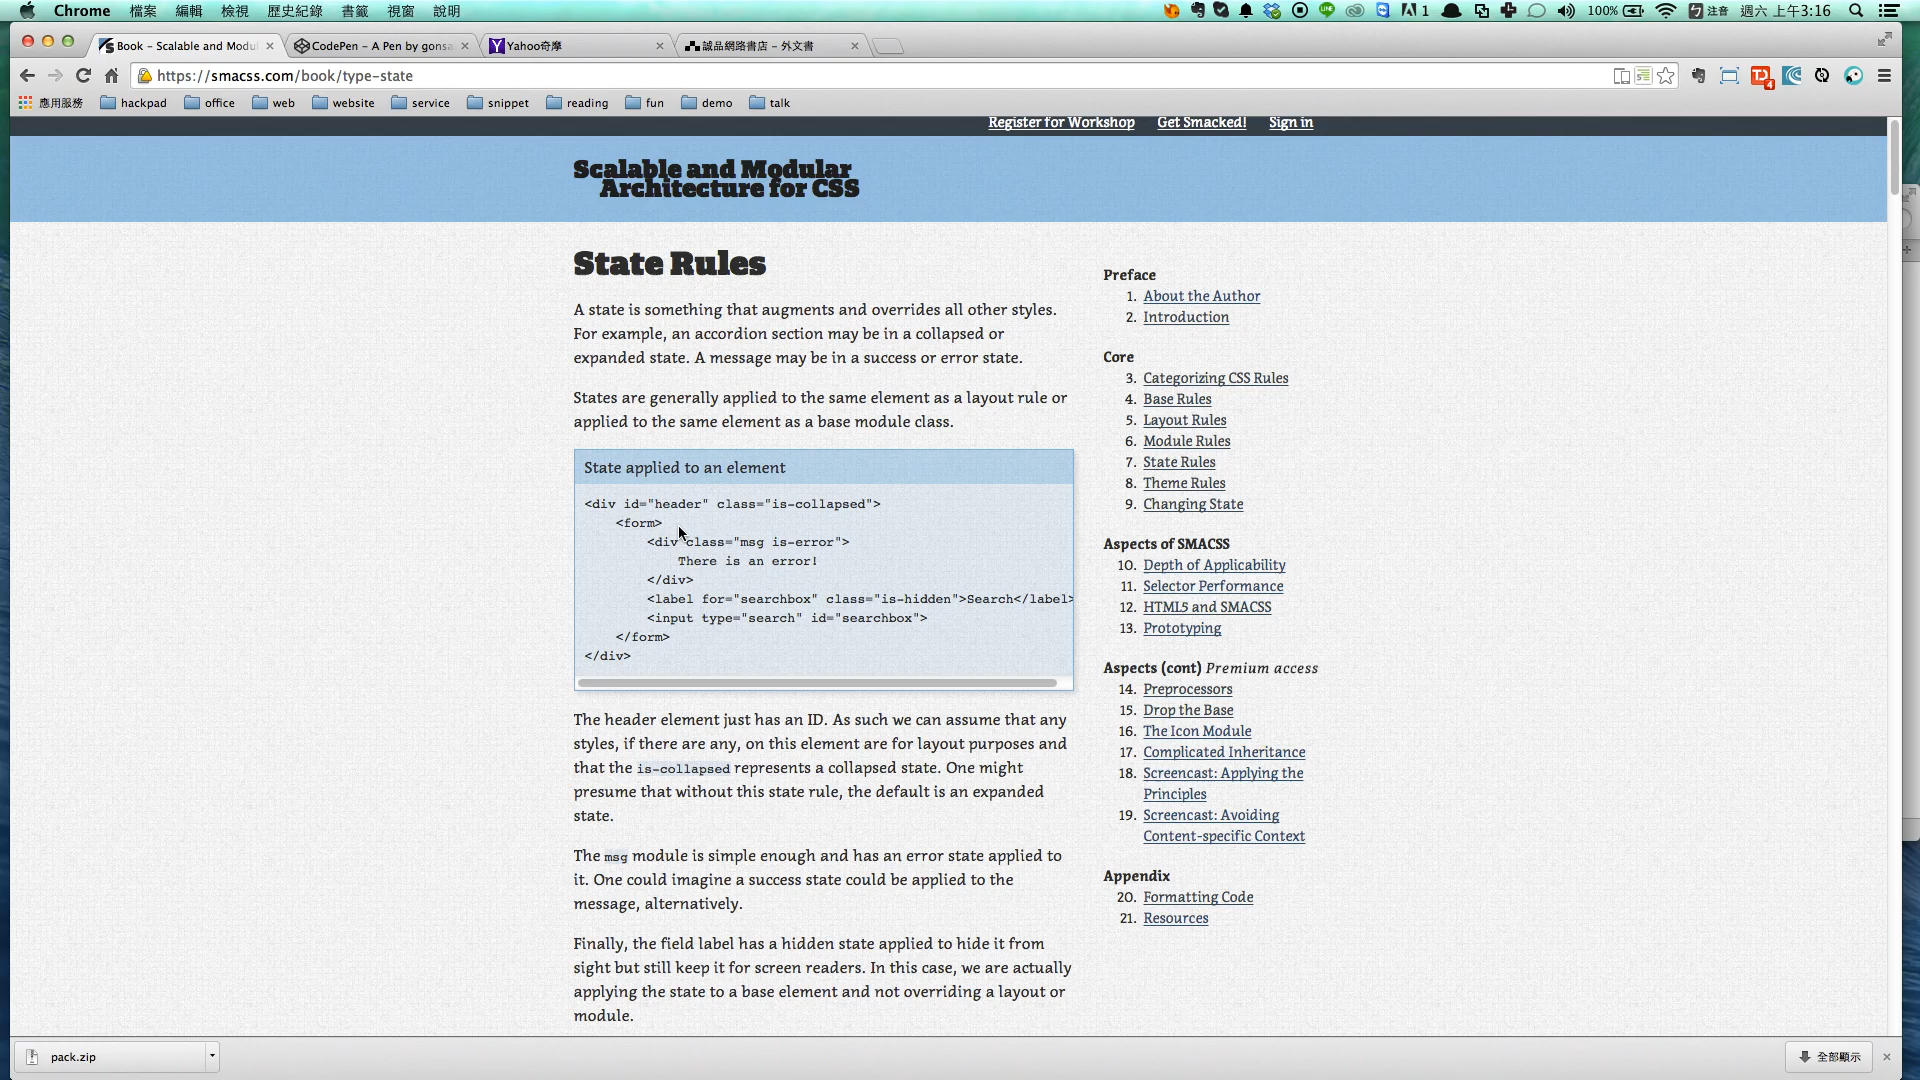 Chrome 檔案 編輯 檢視 歷史紀錄 書籤 視窗 說明 1 100% 注音 週六 上午3:16
Book – Scalable and Modul
CodePen – A Pen by gonsa
Yahoo奇摩
誠品網路書店 – 外文書
https://smacss.com/book/type-state
4
應用服務 hackpad office web website service snippet reading fun demo talk
Register for Workshop Get Smacked! Sign in
Scalable and Modular
Architecture for CSS
State Rules
A state is something that augments and overrides all other styles.
For example, an accordion section may be in a collapsed or
expanded state. A message may be in a success or error state.
States are generally applied to the same element as a layout rule or
applied to the same element as a base module class.
State applied to an element
<div id="header" class="is-collapsed">
<form>
<div class="msg is-error">
There is an error!
</div>
<label for="searchbox" class="is-hidden">Search</label>
<input type="search" id="searchbox">
</form>
</div>
The header element just has an ID. As such we can assume that any
styles, if there are any, on this element are for layout purposes and
that the is-collapsed represents a collapsed state. One might
presume that without this state rule, the default is an expanded
state.
The msg module is simple enough and has an error state applied to
it. One could imagine a success state could be applied to the
message, alternatively.
Finally, the field label has a hidden state applied to hide it from
sight but still keep it for screen readers. In this case, we are actually
applying the state to a base element and not overriding a layout or
module.
Preface
1. About the Author
2. Introduction
Core
3. Categorizing CSS Rules
4. Base Rules
5. Layout Rules
6. Module Rules
7. State Rules
8. Theme Rules
9. Changing State
Aspects of SMACSS
10. Depth of Applicability
11. Selector Performance
12. HTML5 and SMACSS
13. Prototyping
Aspects (cont) Premium access
14. Preprocessors
15. Drop the Base
16. The Icon Module
17. Complicated Inheritance
18. Screencast: Applying the
Principles
19. Screencast: Avoiding
Content-specific Context
Appendix
20. Formatting Code
21. Resources
pack.zip
全部顯示